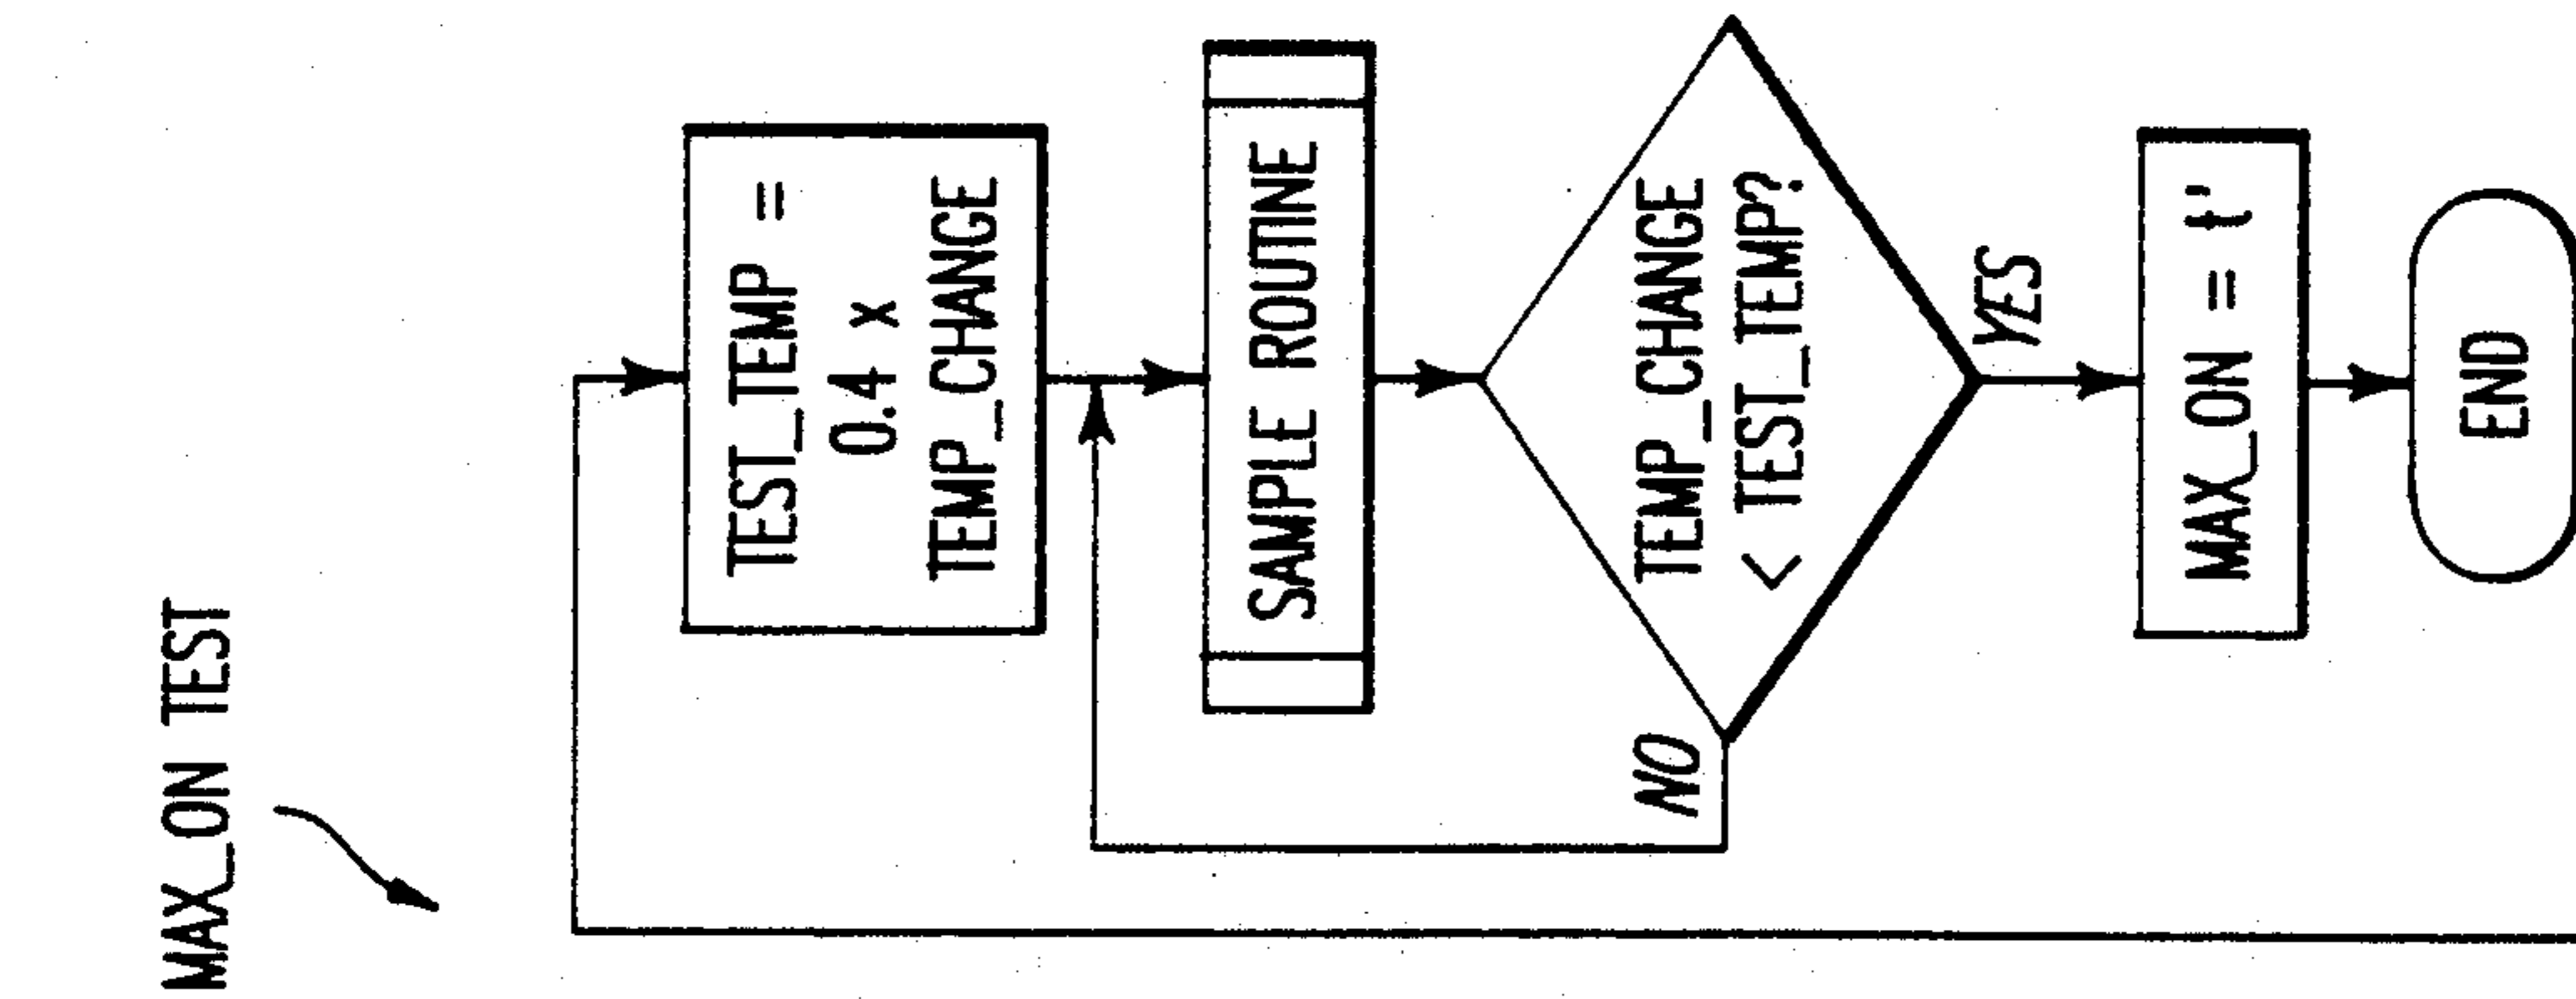 MAX_ON TEST
TEST_TEMP =
0.4 x
TEMP_CHANGE
SAMPLE ROUTINE
TEMP_CHANGE
< TEST_TEMP?
NO
YES
MAX_ON = t'
END